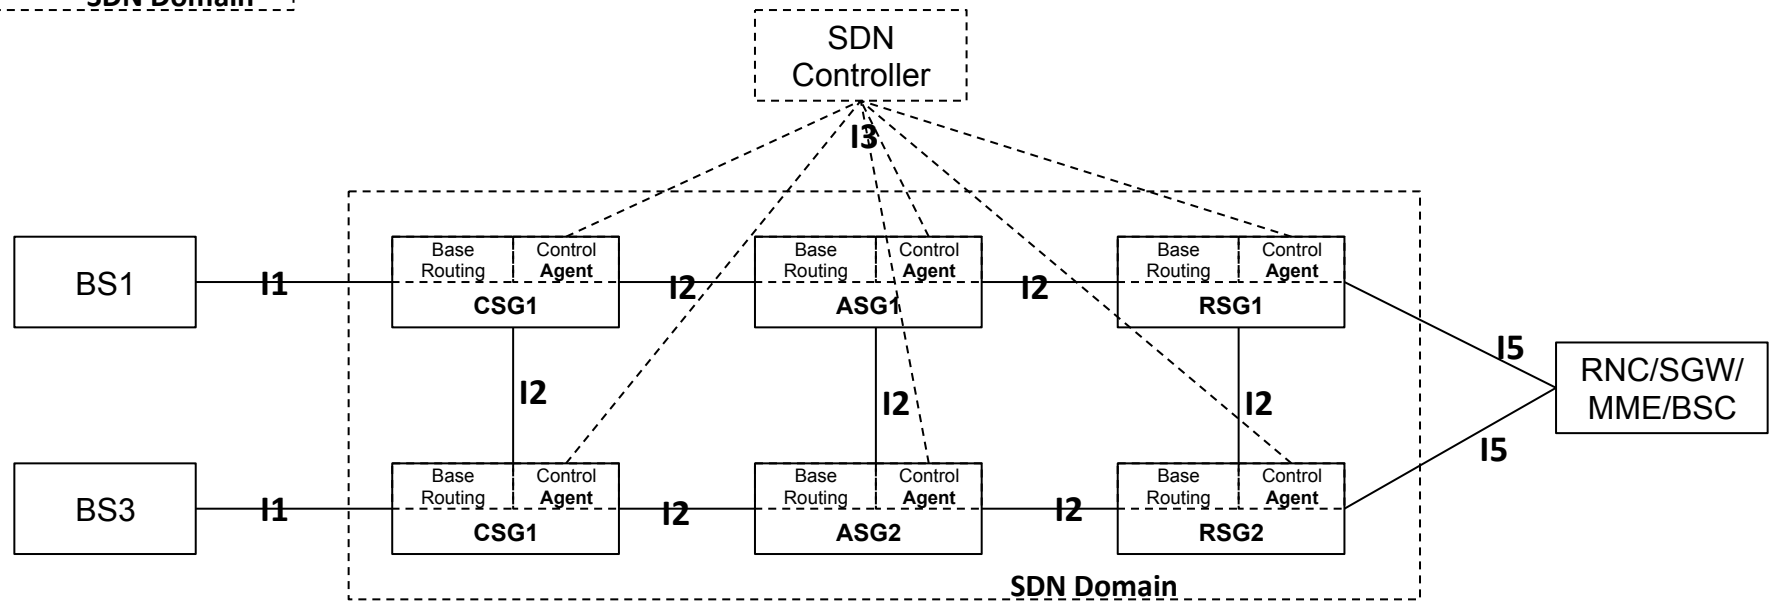 SDN Domain
SDN
Controller
I3
Base
Routing
Control
Agent
CSG1
Base
Routing
Control
Agent
ASG1
Base
Routing
Control
Agent
RSG1
BS1
I1
I2
I2
I5
RNC/SGW/
MME/BSC
I2
I2
I2
I5
Base
Routing
Control
Agent
CSG1
Base
Routing
Control
Agent
ASG2
Base
Routing
Control
Agent
RSG2
BS3
I1
I2
I2
SDN Domain